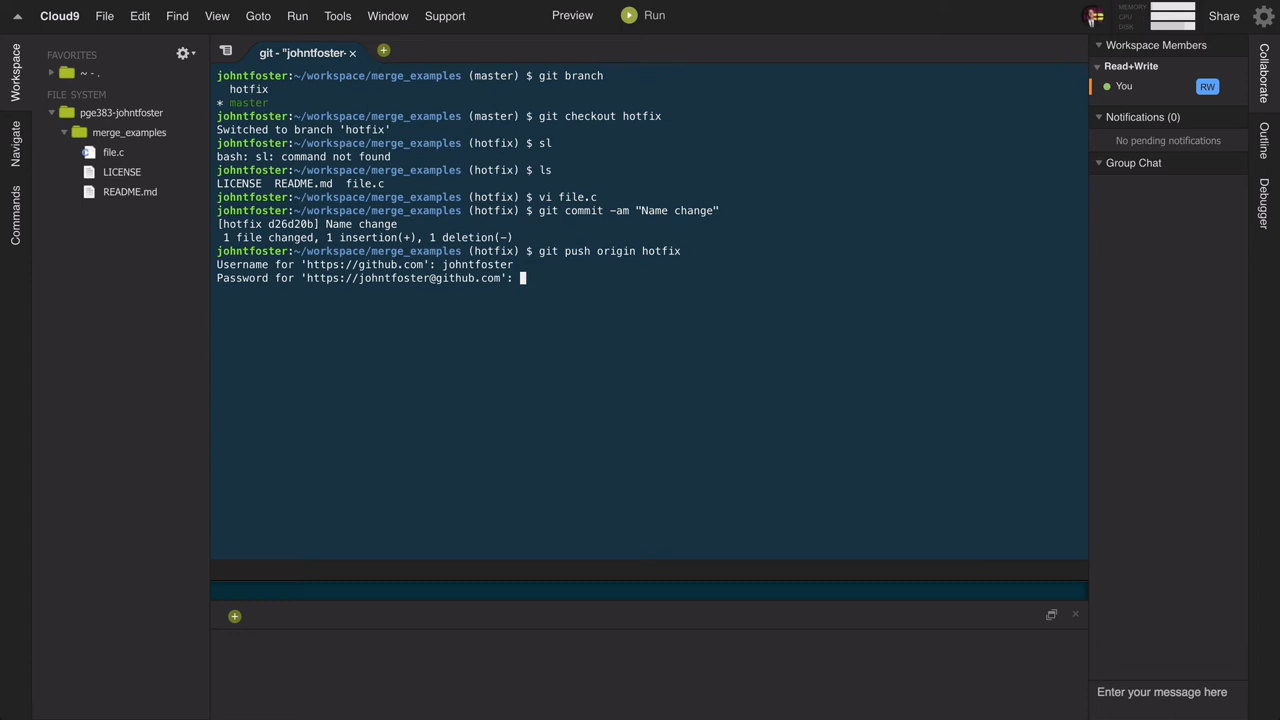 Cloud9 File Edit Find View Goto Run Tools Window Support Preview Run MEMORY CPU DISK Share
Workspace
Navigate
Commands
FAVORITES
~ - .
FILE SYSTEM
pge383-johntfoster
merge_examples
file.c
LICENSE
README.md
git - "johntfoster- ×
johntfoster:~/workspace/merge_examples (master) $ git branch
hotfix
* master
johntfoster:~/workspace/merge_examples (master) $ git checkout hotfix
Switched to branch 'hotfix'
johntfoster:~/workspace/merge_examples (hotfix) $ sl
bash: sl: command not found
johntfoster:~/workspace/merge_examples (hotfix) $ ls
LICENSE README.md file.c
johntfoster:~/workspace/merge_examples (hotfix) $ vi file.c
johntfoster:~/workspace/merge_examples (hotfix) $ git commit -am "Name change"
[hotfix d26d20b] Name change
1 file changed, 1 insertion(+), 1 deletion(-)
johntfoster:~/workspace/merge_examples (hotfix) $ git push origin hotfix
Username for 'https://github.com': johntfoster
Password for 'https://johntfoster@github.com':
Workspace Members
Read+Write
You RW
Notifications (0)
No pending notifications
Group Chat
Enter your message here
Collaborate
Outline
Debugger